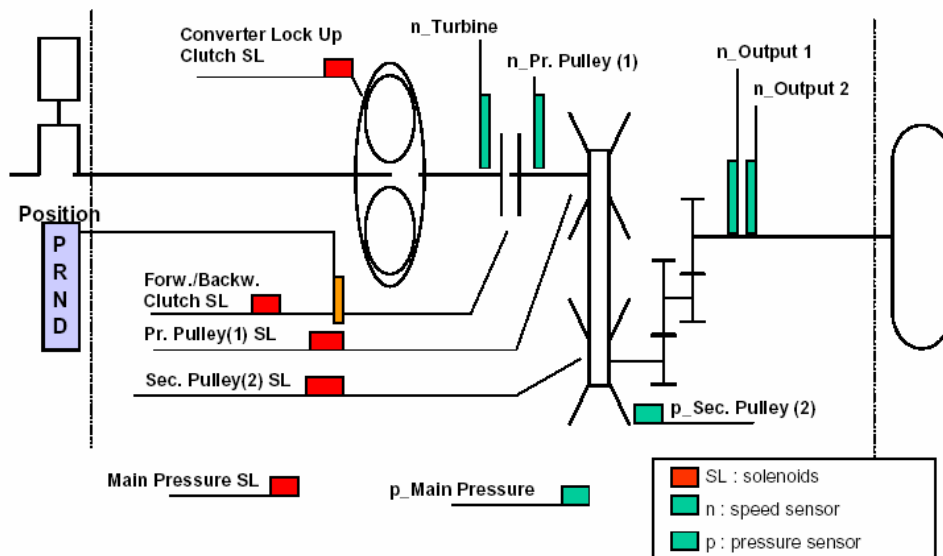 Converter Lock Up
Clutch SL
n_Turbine
n_Pr. Pulley (1)
n_Output 1
n_Output 2
Position
P
R
N
D
Forw./Backw.
Clutch SL
Pr. Pulley(1) SL
Sec. Pulley(2) SL
p_Sec. Pulley (2)
Main Pressure SL
p_Main Pressure
SL : solenoids
n : speed sensor
p : pressure sensor